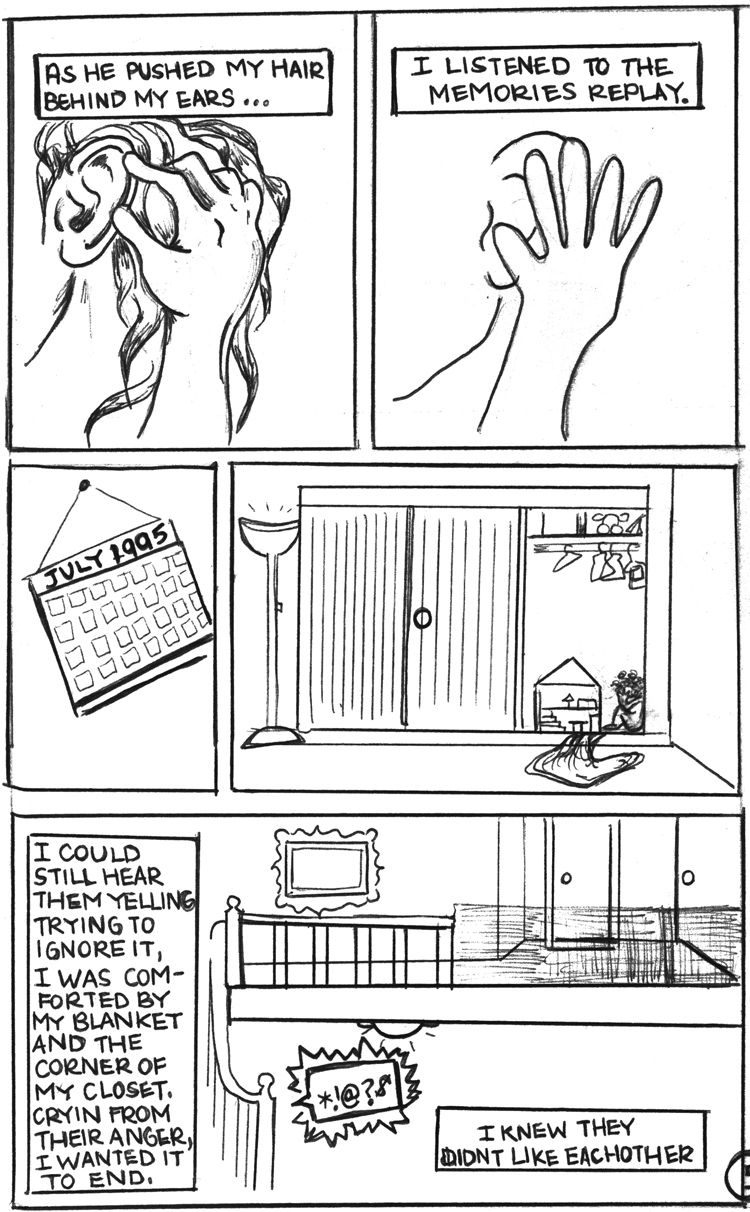 AS HE PUSHED MY HAIR
BEHIND MY EARS...
I LISTENED TO THE
MEMORIES REPLAY.
JULY 1995
I COULD
STILL HEAR
THEM YELLING
TRYING TO
IGNORE IT,
I WAS COM-
FORTED BY
MY BLANKET
AND THE
CORNER OF
MY CLOSET.
CRYIN FROM
THEIR ANGER,
I WANTED IT
TO END.
*!@?$
I KNEW THEY
DIDNT LIKE EACHOTHER